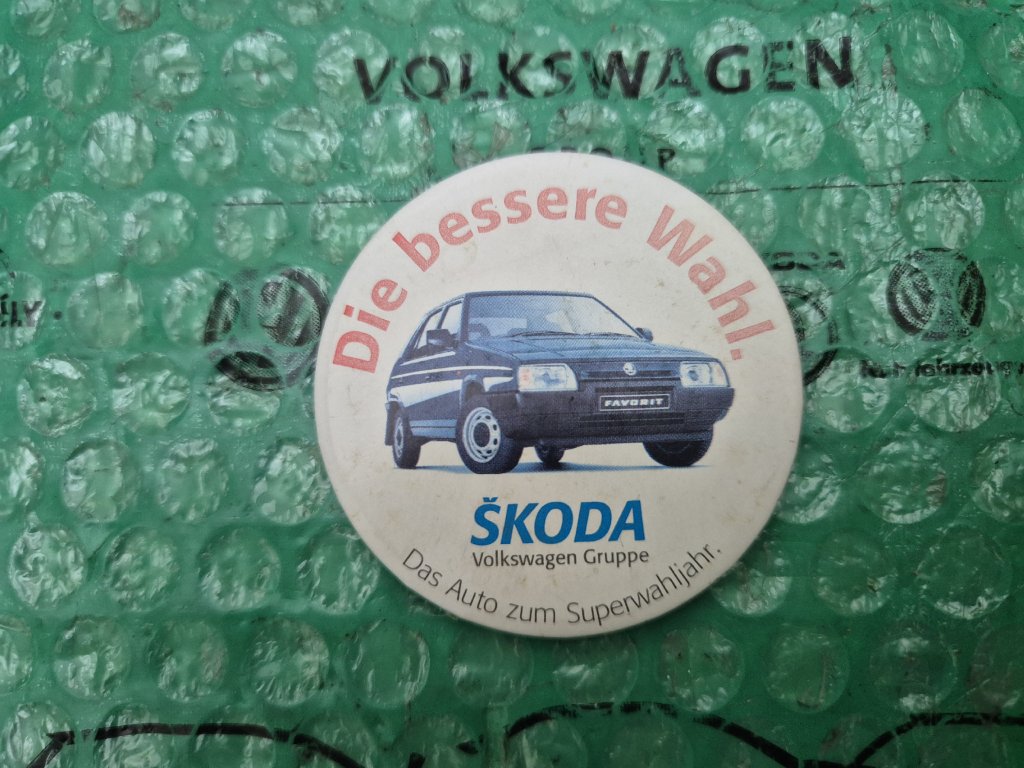 VOLKSWAGEN
Die bessere Wahl.
FAVORIT
ŠKODA
Volkswagen Gruppe
Das Auto zum Superwahljahr.